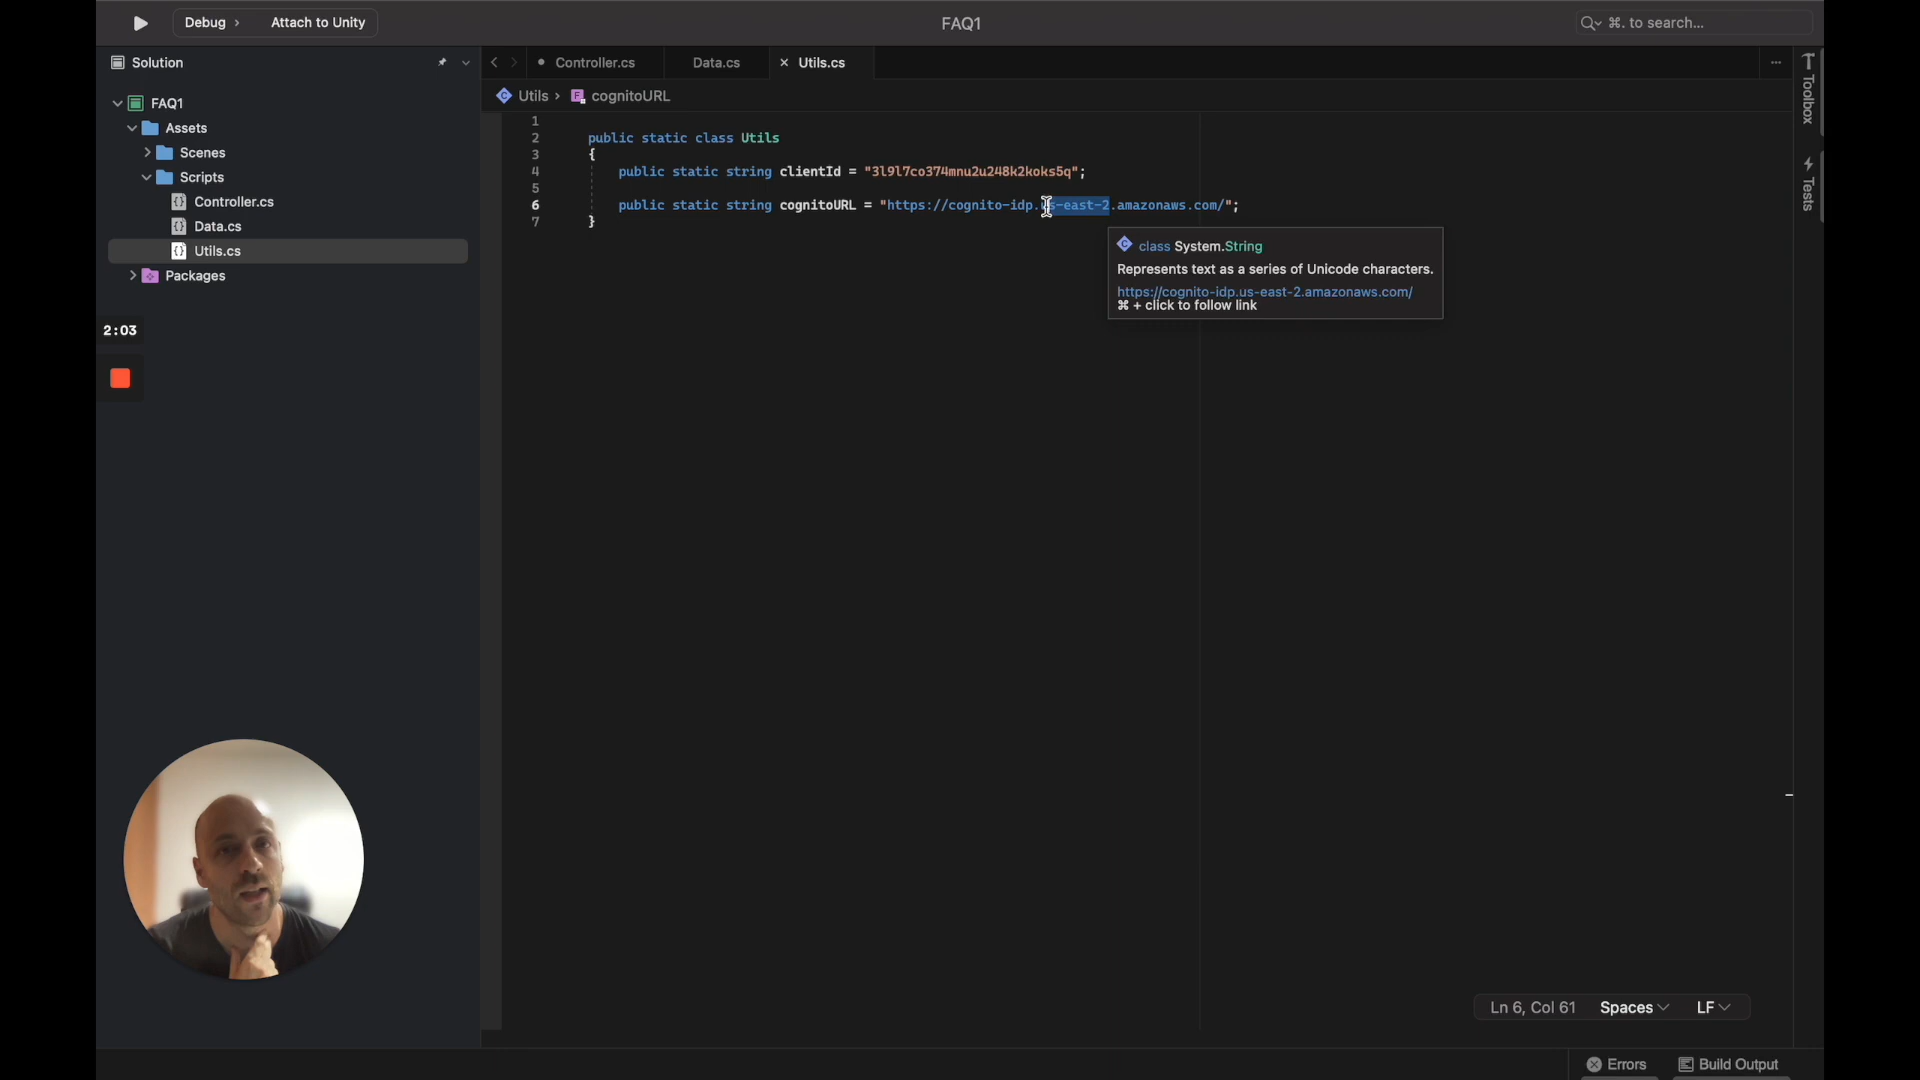 Debug
Attach to Unity
FAQ1
⌘. to search...
Solution
Controller.cs
Data.cs
Utils.cs
Toolbox
Tests
FAQ1
Assets
Scenes
Scripts
Controller.cs
Data.cs
Utils.cs
Packages
Utils › cognitoURL
1
2 public static class Utils
3 {
4 public static string clientId = "3l9l7co374mnu2u248k2koks5q";
5
6 public static string cognitoURL = "https://cognito-idp.us-east-2.amazonaws.com/";
7 }
class System.String
Represents text as a series of Unicode characters.
https://cognito-idp.us-east-2.amazonaws.com/
⌘ + click to follow link
2:03
Ln 6, Col 61
Spaces
LF
Errors
Build Output